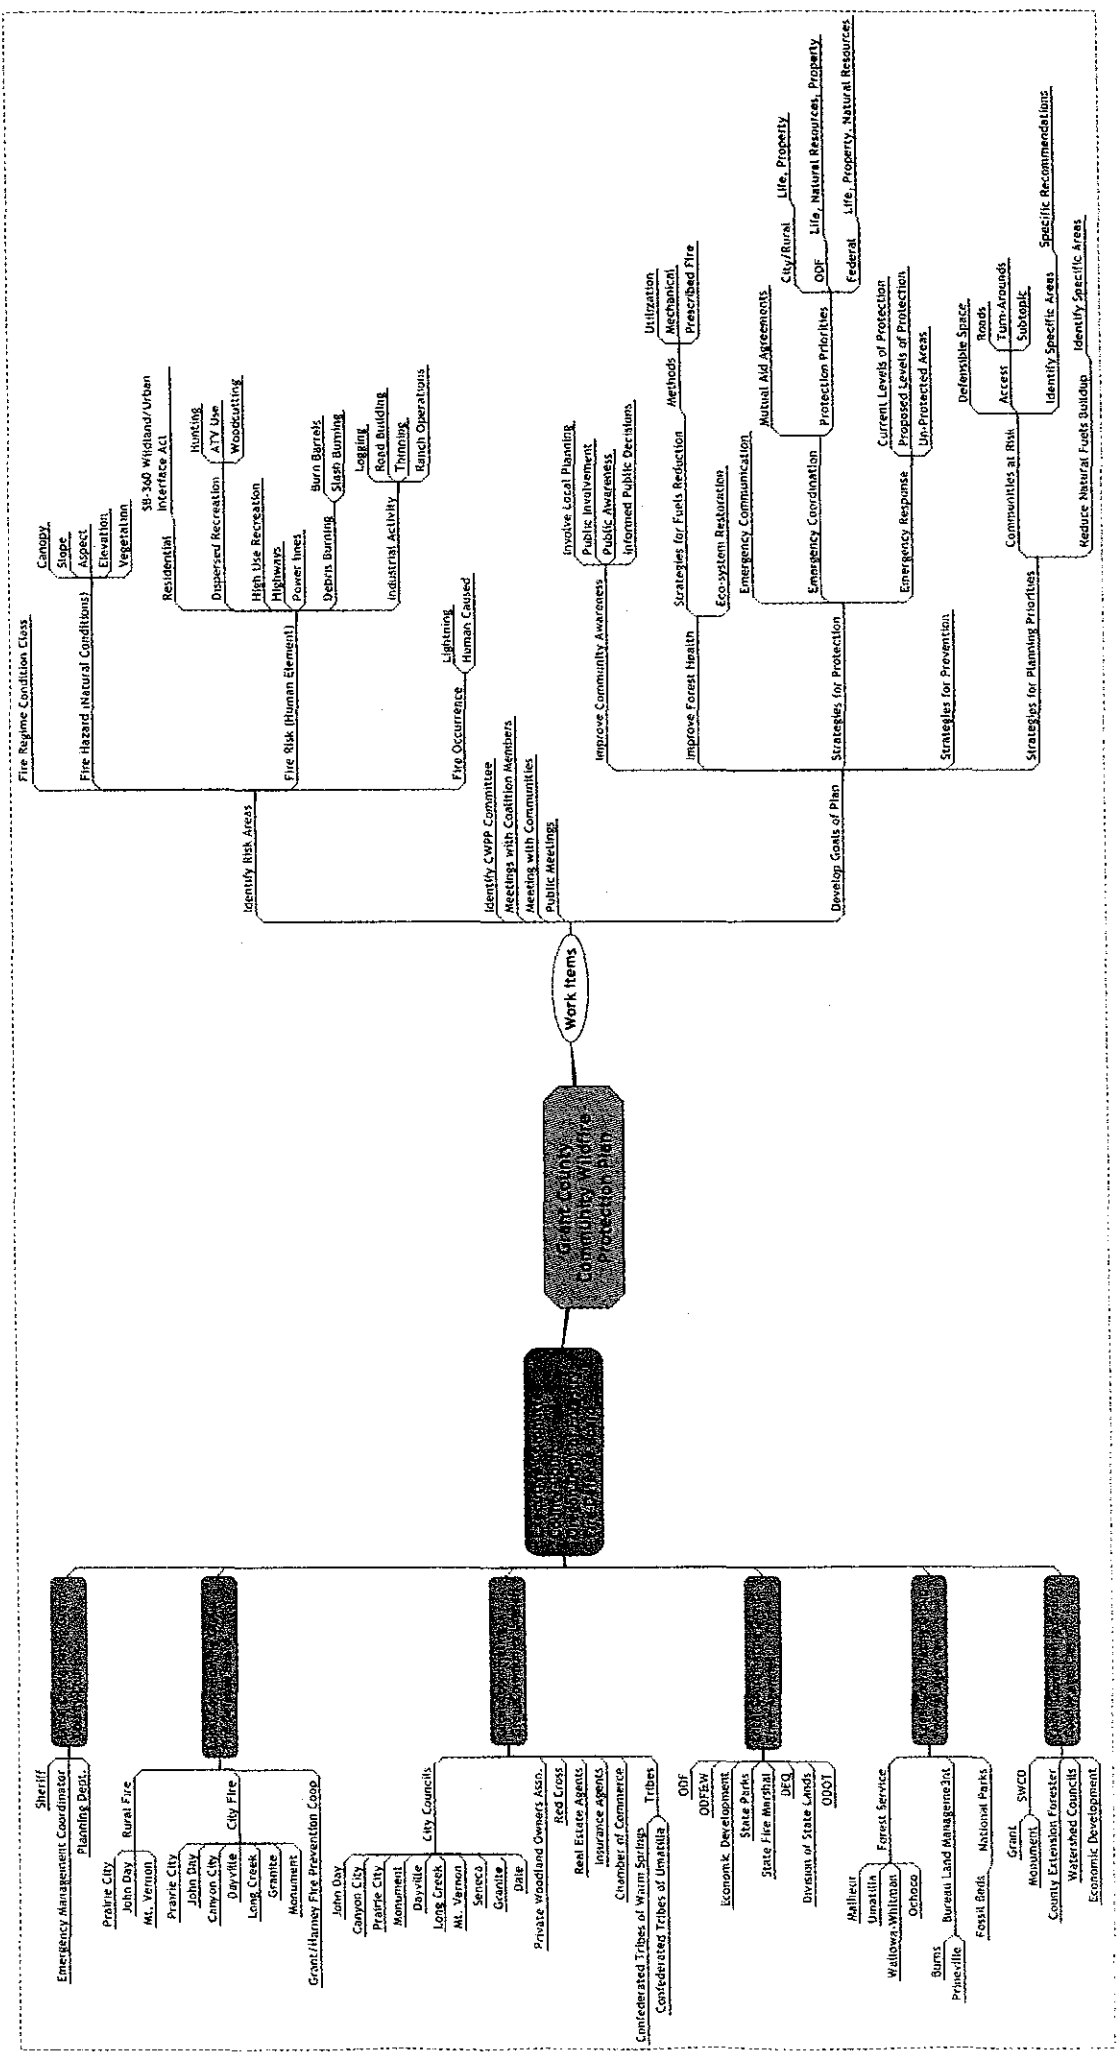 Sheriff
Emergency Management Coordinator
Planning Dept.
Prairie City
John Day
Mt. Vernon
Rural Fire
Prairie City
John Day
Canyon City
Dayville
Long Creek
Granite
Monument
City Fire
Grant/Harney Fire Prevention Coop
John Day
Canyon City
Prairie City
Monument
Dayville
Long Creek
Mt. Vernon
Seneca
Granite
Dale
City Councils
Private Woodland Owners Assn.
Red Cross
Real Estate Agents
Insurance Agents
Chamber of Commerce
Confederated Tribes of Warm Springs
Confederated Tribes of Umatilla
Tribes
ODF
ODF&W
Economic Development
State Parks
State Fire Marshal
DEQ
Division of State Lands
ODOT
Malheur
Umatilla
Wallowa-Whitman
Ochoco
Forest Service
Burns
Prineville
Bureau Land Management
Fossil Beds
National Parks
Grant
Monument
SWCD
County Extension Forester
Watershed Councils
Economic Development
Grant County
Community Wildfire
Protection Plan
Work Items
Identify Risk Areas
Fire Regime Condition Class
Fire Hazard (Natural Conditions)
Canopy
Slope
Aspect
Elevation
Vegetation
Fire Risk (Human Element)
Residential
SB-360 Wildland/Urban
Interface Act
Dispersed Recreation
Hunting
ATV Use
Woodcutting
High Use Recreation
Highways
Power lines
Debris Burning
Burn Barrels
Slash Burning
Industrial Activity
Logging
Road Building
Thinning
Ranch Operations
Fire Occurrence
Lightning
Human Caused
Identify CWPP Committee
Meetings with Coalition Members
Meeting with Communities
Public Meetings
Develop Goals of Plan
Improve Community Awareness
Involve Local Planning
Public Involvement
Public Awareness
Informed Public Decisions
Improve Forest Health
Strategies for Fuels Reduction
Methods
Utilization
Mechanical
Prescribed Fire
Eco-system Restoration
Strategies for Protection
Emergency Communication
Emergency Coordination
Mutual Aid Agreements
Protection Priorities
City/Rural
Life, Property
ODF
Life, Natural Resources, Property
Federal
Life, Property, Natural Resources
Emergency Response
Current Levels of Protection
Proposed Levels of Protection
Un-Protected Areas
Strategies for Prevention
Strategies for Planning Priorities
Communities at Risk
Defensible Space
Access
Roads
Turn-Arounds
Subtopic
Identify Specific Areas
Specific Recommendations
Reduce Natural Fuels Buildup
Identify Specific Areas